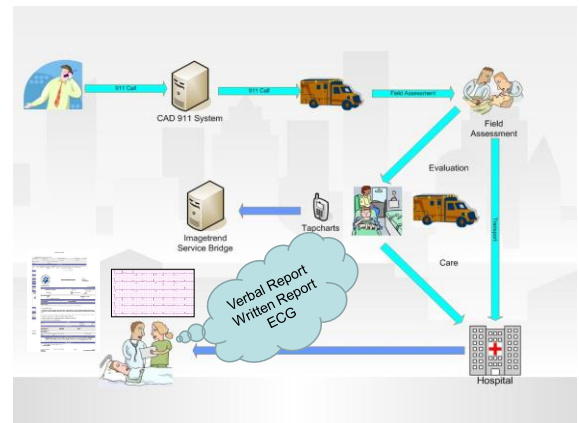 911 Call
911 Call
Field Assessment
CAD 911 System
Field
Assessment
Evaluation
Transport
Imagetrend
Service Bridge
Tapcharts
Care
Verbal Report
Written Report
ECG
Hospital